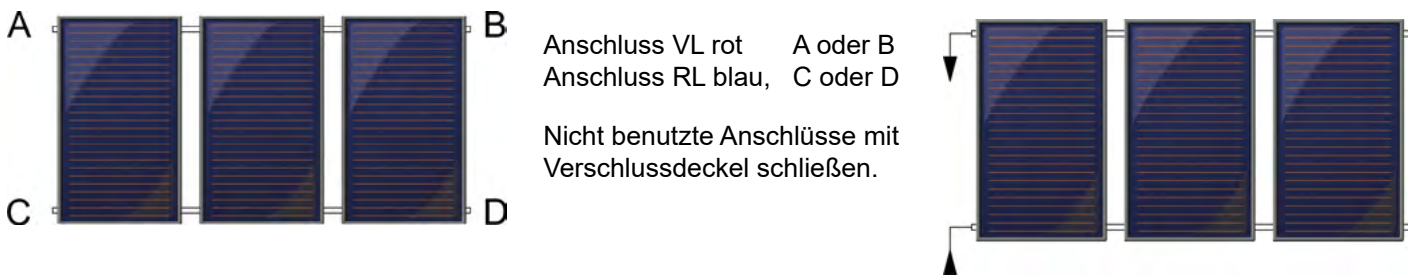 A
B
C
D
Anschluss VL rot A oder B
Anschluss RL blau, C oder D
Nicht benutzte Anschlüsse mit
Verschlussdeckel schließen.